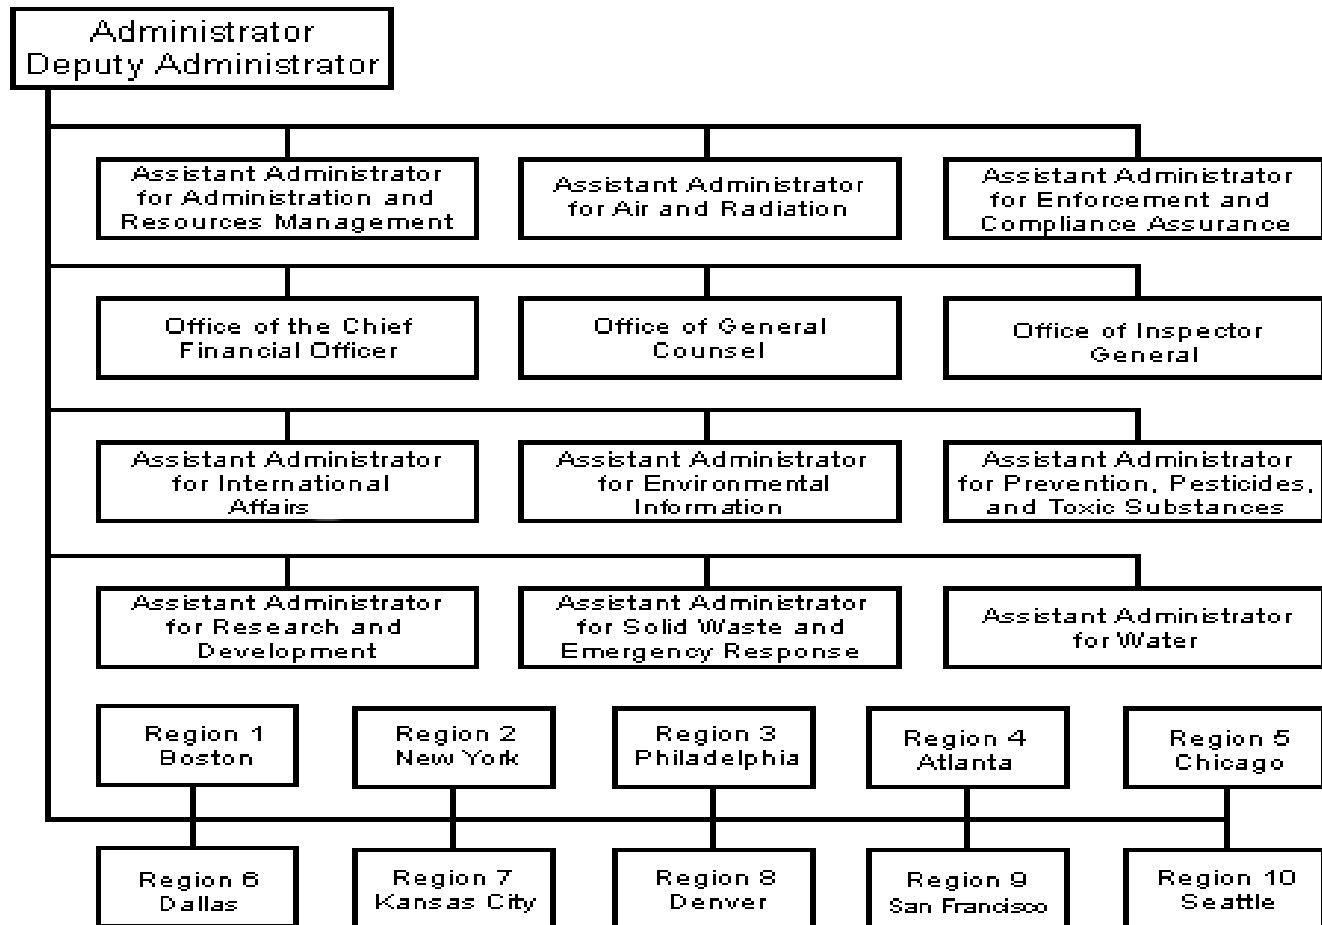 Administrator
Deputy Administrator
Assistant Administrator
for Administration and
Resources Management
Assistant Administrator
for Air and Radiation
Assistant Administrator
for Enforcement and
Compliance Assurance
Office of the Chief
Financial Officer
Office of General
Counsel
Office of Inspector
General
Assistant Administrator
for International
Affairs
Assistant Administrator
for Environmental
Information
Assistant Administrator
for Prevention, Pesticides,
and Toxic Substances
Assistant Administrator
for Research and
Development
Assistant Administrator
for Solid Waste and
Emergency Response
Assistant Administrator
for Water
Region 1
Boston
Region 2
New York
Region 3
Philadelphia
Region 4
Atlanta
Region 5
Chicago
Region 6
Dallas
Region 7
Kansas City
Region 8
Denver
Region 9
San Francisco
Region 10
Seattle